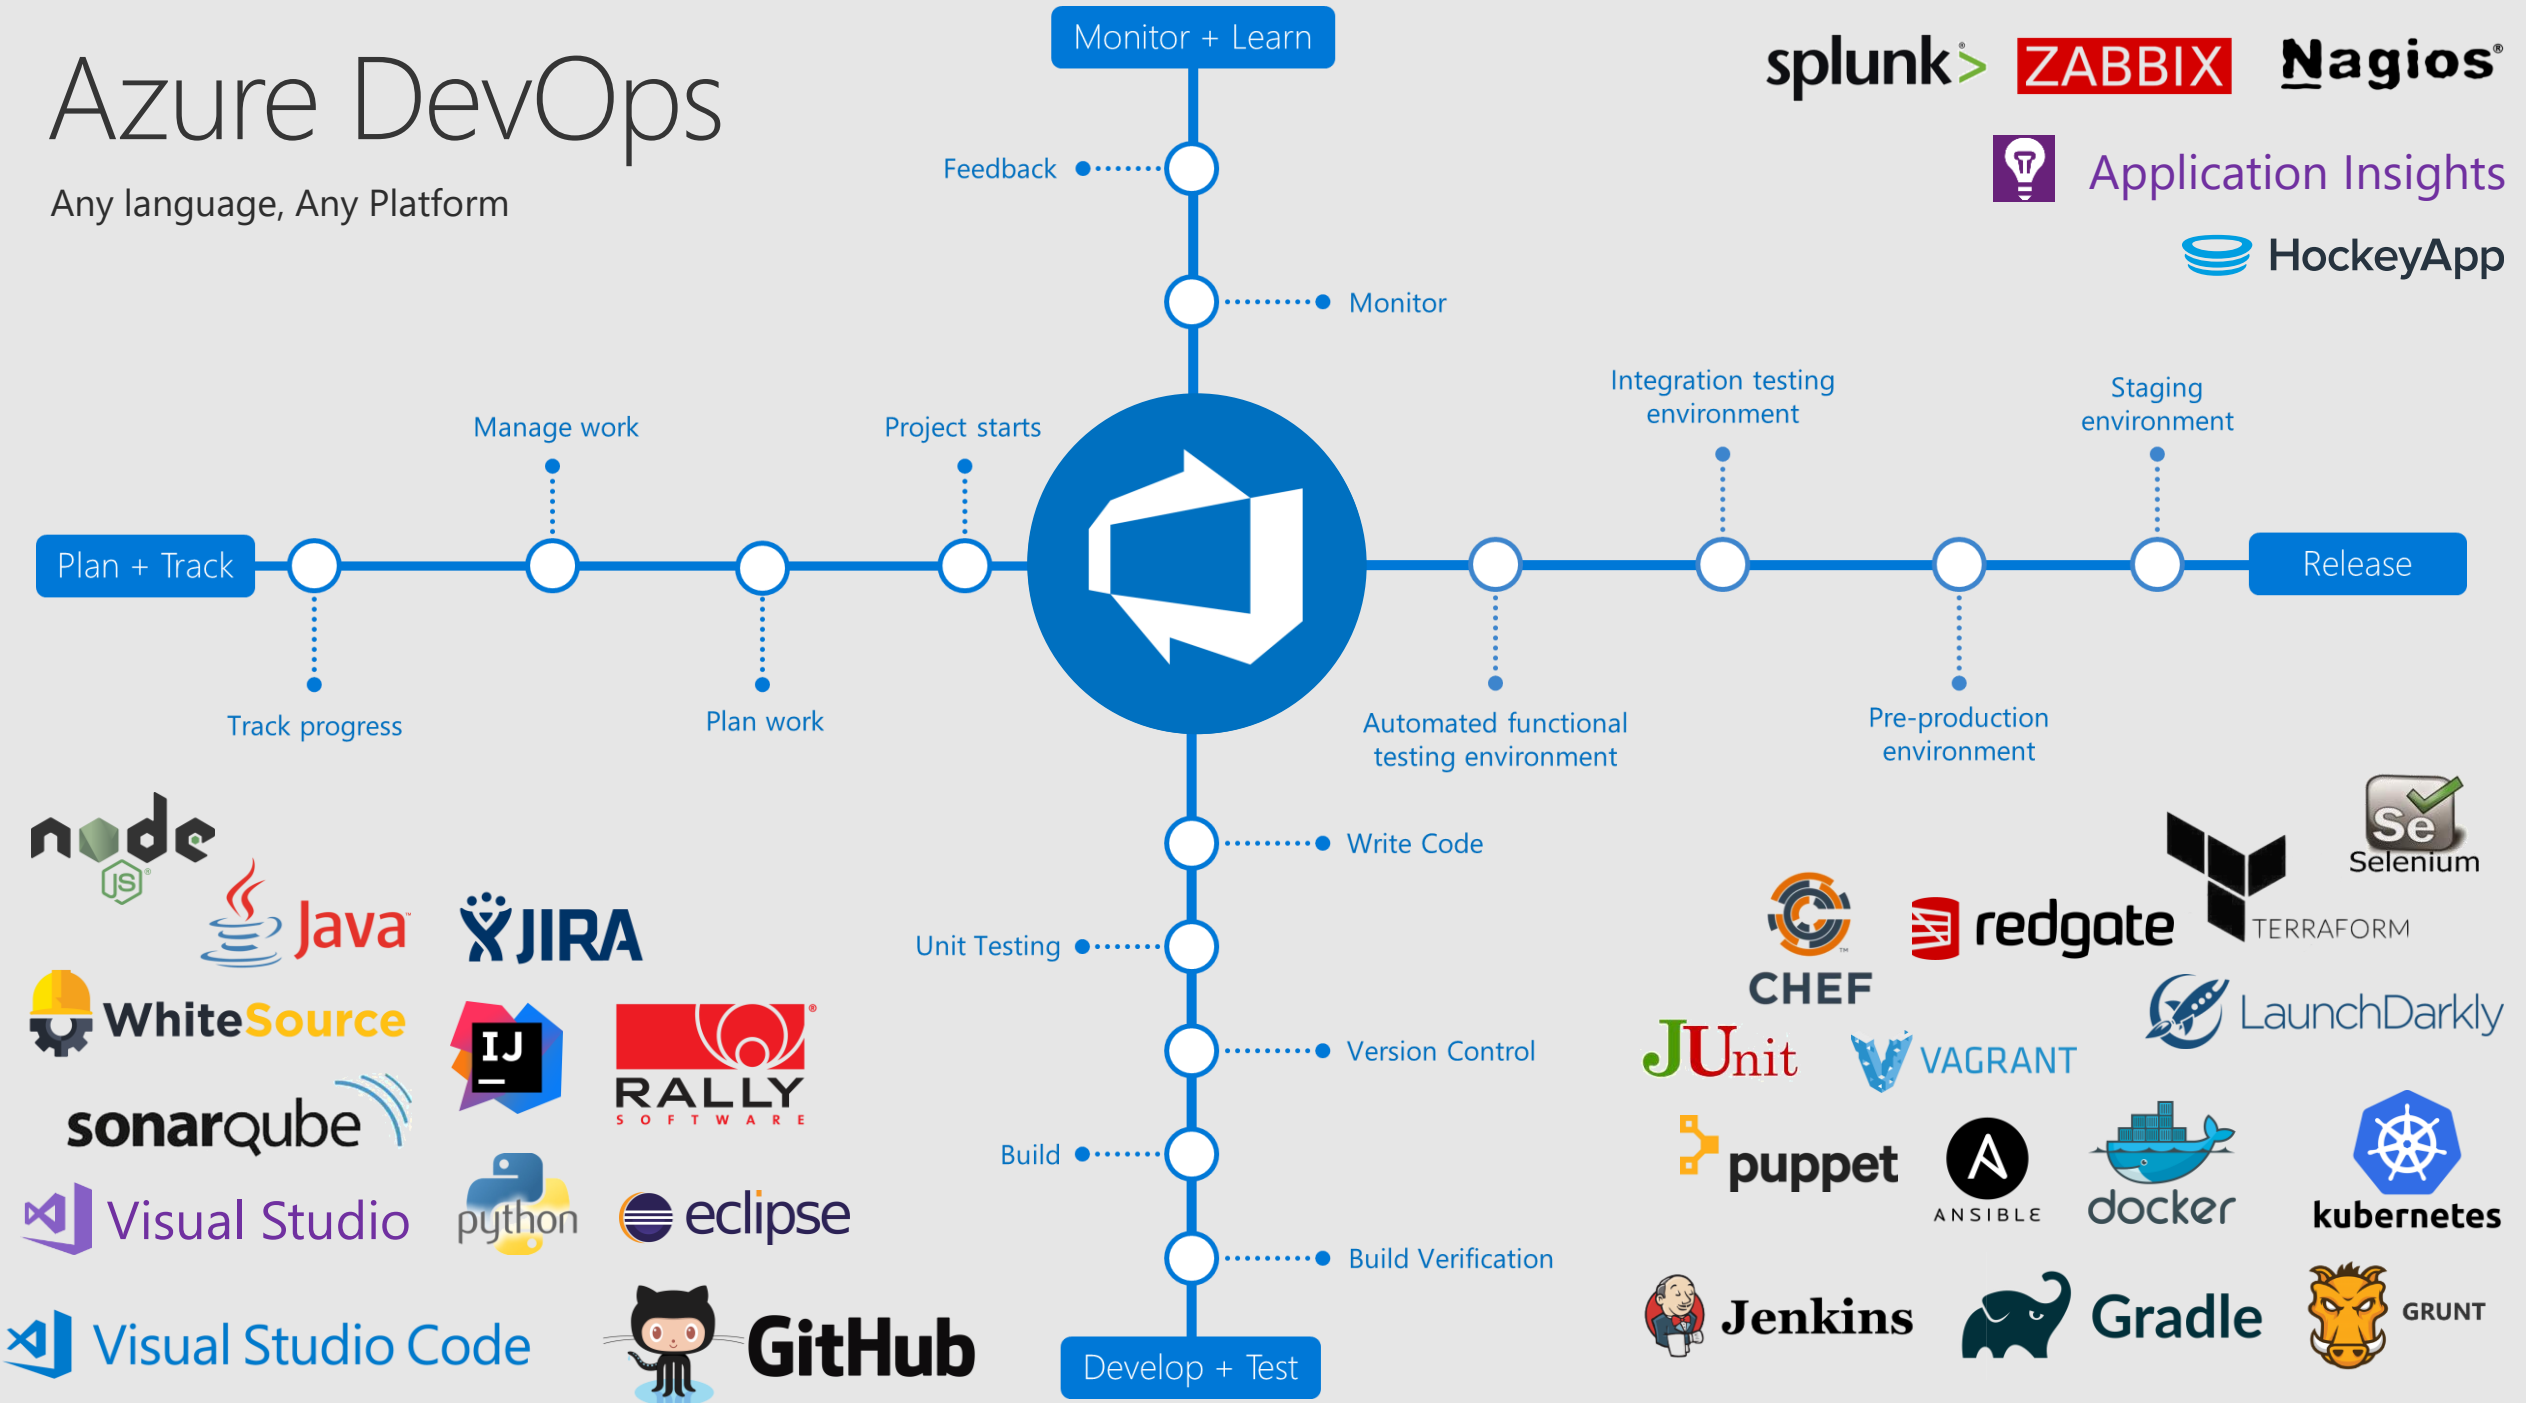 Azure DevOps
Any language, Any Platform
Monitor + Learn
Feedback
Monitor
splunk>
ZABBIX
Nagios®
Application Insights
HockeyApp
Manage work
Project starts
Integration testing
environment
Staging
environment
Plan + Track
Release
Track progress
Plan work
Automated functional
testing environment
Pre-production
environment
Write Code
Unit Testing
Version Control
Build
Build Verification
Develop + Test
node
JS®
Java™
JIRA
WhiteSource
IJ
RALLY®
SOFTWARE
sonarqube
Visual Studio
python
eclipse
Visual Studio Code
GitHub
Se
Selenium
TERRAFORM
redgate
CHEF™
LaunchDarkly
JUnit
VAGRANT
puppet
A
ANSIBLE
docker
kubernetes
Jenkins
Gradle
GRUNT